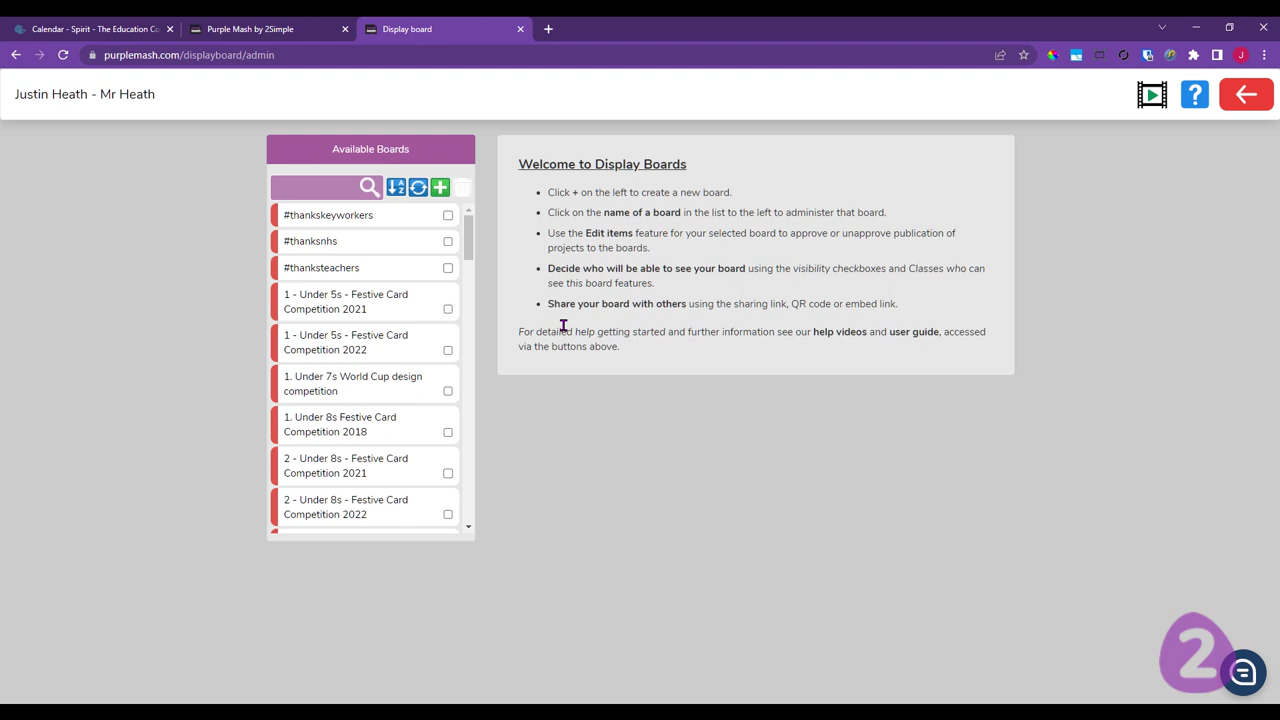 Calendar - Spirit - The Education Co
Purple Mash by 2Simple
Display board
purplemash.com/displayboard/admin
J
Justin Heath - Mr Heath
?
Available Boards
#thankskeyworkers
#thanksnhs
#thanksteachers
1 - Under 5s - Festive Card
Competition 2021
1 - Under 5s - Festive Card
Competition 2022
1. Under 7s World Cup design
competition
1. Under 8s Festive Card
Competition 2018
2 - Under 8s - Festive Card
Competition 2021
2 - Under 8s - Festive Card
Competition 2022
Welcome to Display Boards
• Click + on the left to create a new board.
• Click on the name of a board in the list to the left to administer that board.
• Use the Edit items feature for your selected board to approve or unapprove publication of
projects to the boards.
• Decide who will be able to see your board using the visibility checkboxes and Classes who can
see this board features.
• Share your board with others using the sharing link, QR code or embed link.
For detailed help getting started and further information see our help videos and user guide, accessed
via the buttons above.
2